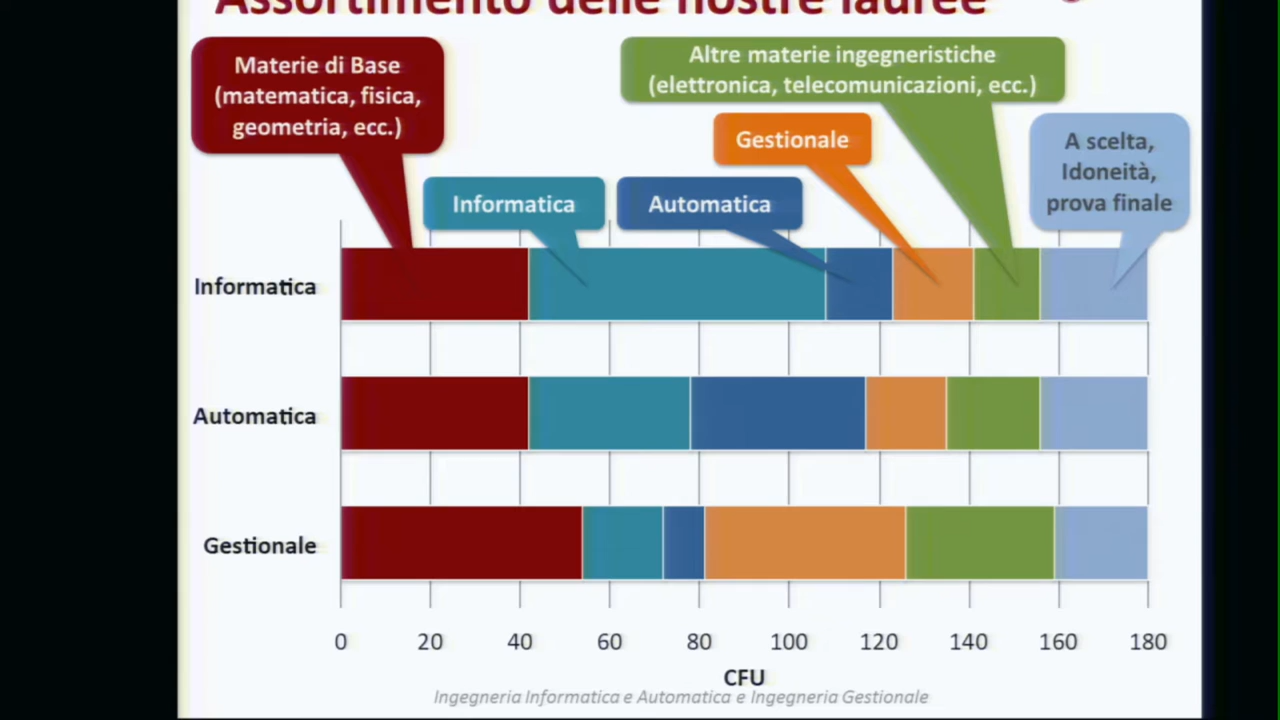 Assortimento delle nostre lauree
Materie di Base
(matematica, fisica,
geometria, ecc.)
Altre materie ingegneristiche
(elettronica, telecomunicazioni, ecc.)
Gestionale
A scelta,
Idoneità,
prova finale
Informatica
Automatica
Informatica
Automatica
Gestionale
0 20 40 60 80 100 120 140 160 180
CFU
Ingegneria Informatica e Automatica e Ingegneria Gestionale